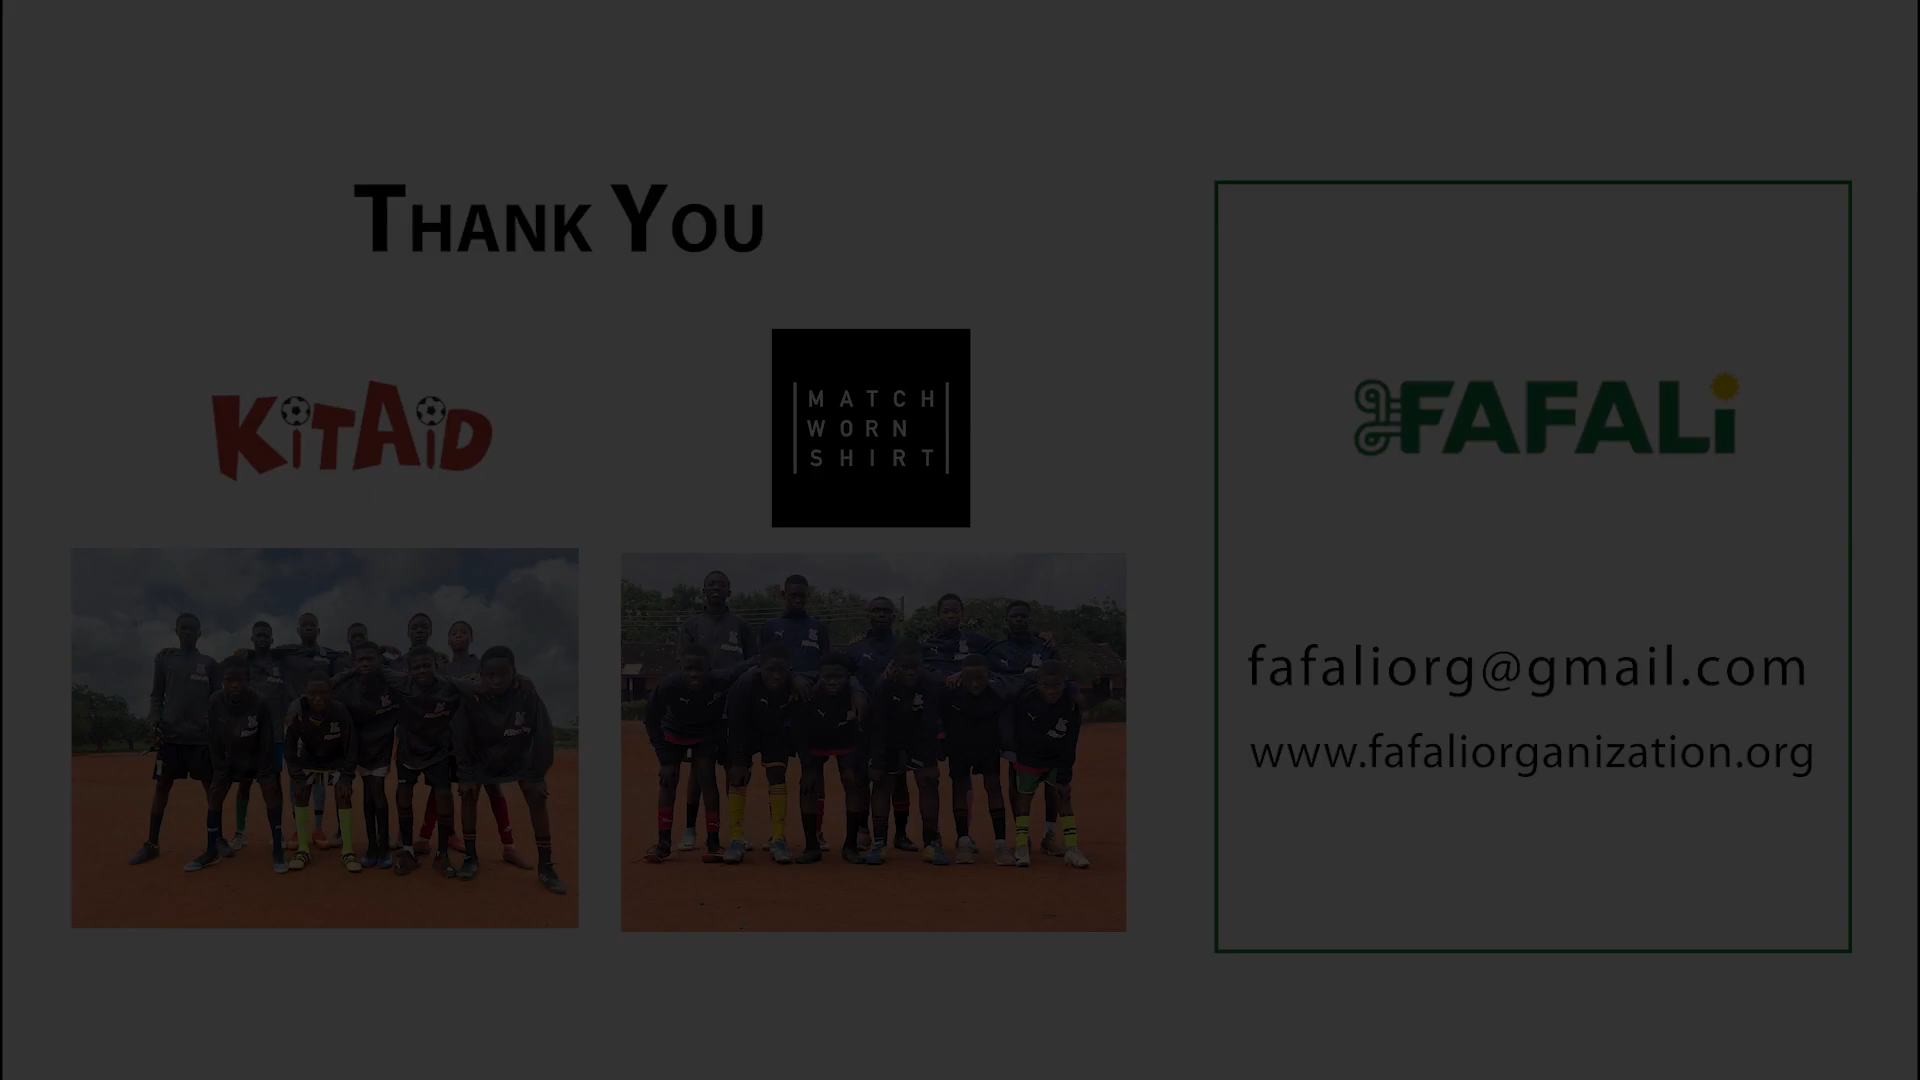 THANK YOU
KiTAiD
MATCH
WORN
SHIRT
FAFALi
fafaliorg@gmail.com
www.fafaliorganization.org